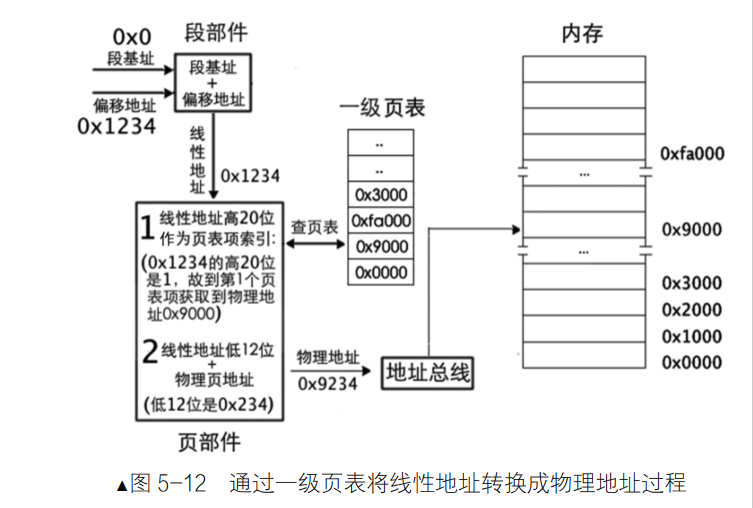 0x0
段基址
偏移地址
0x1234
段部件
段基址
+
偏移地址
线性地址
0x1234
1 线性地址高20位
作为页表项索引:
(0x1234的高20位
是1，故到第1个页
表项获取到物理地
址0x9000)
2 线性地址低12位
+
物理页地址
(低12位是0x234)
页部件
查页表
一级页表
..
..
0x3000
0xfa000
0x9000
0x0000
物理地址
0x9234
地址总线
内存
...
...
0xfa000
0x9000
0x3000
0x2000
0x1000
0x0000
▲图 5-12 通过一级页表将线性地址转换成物理地址过程